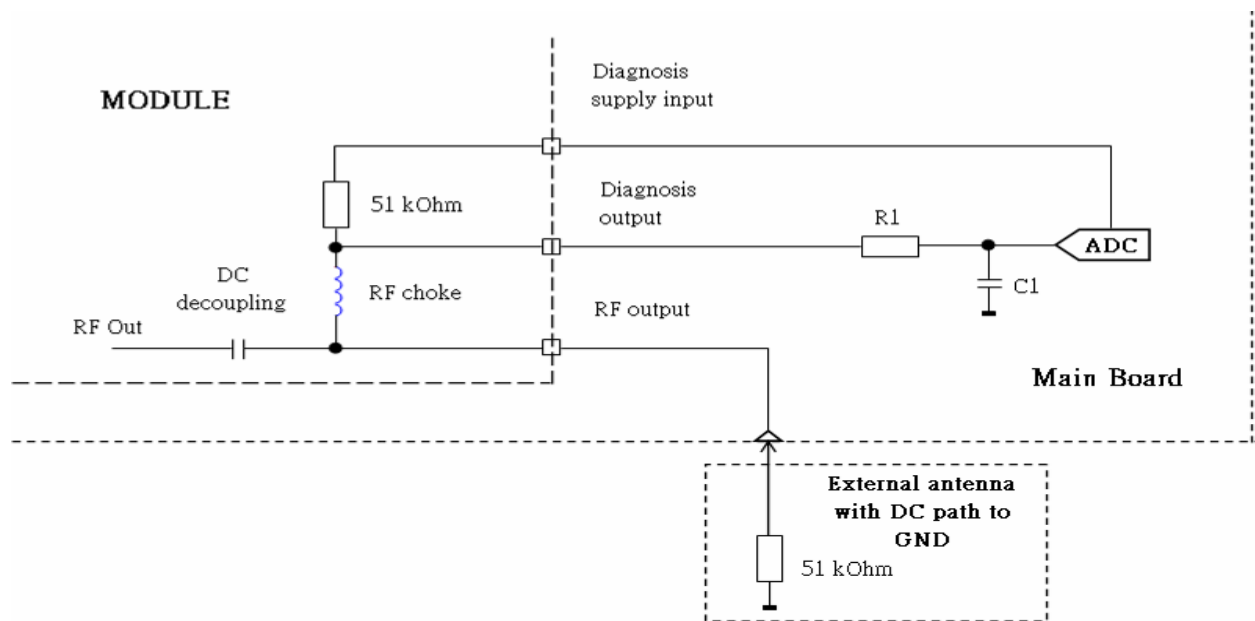 MODULE
Diagnosis
supply input
51 kOhm
Diagnosis
output
R1
ADC
DC
decoupling
RF choke
C1
RF Out
RF output
Main Board
External antenna
with DC path to
GND
51 kOhm